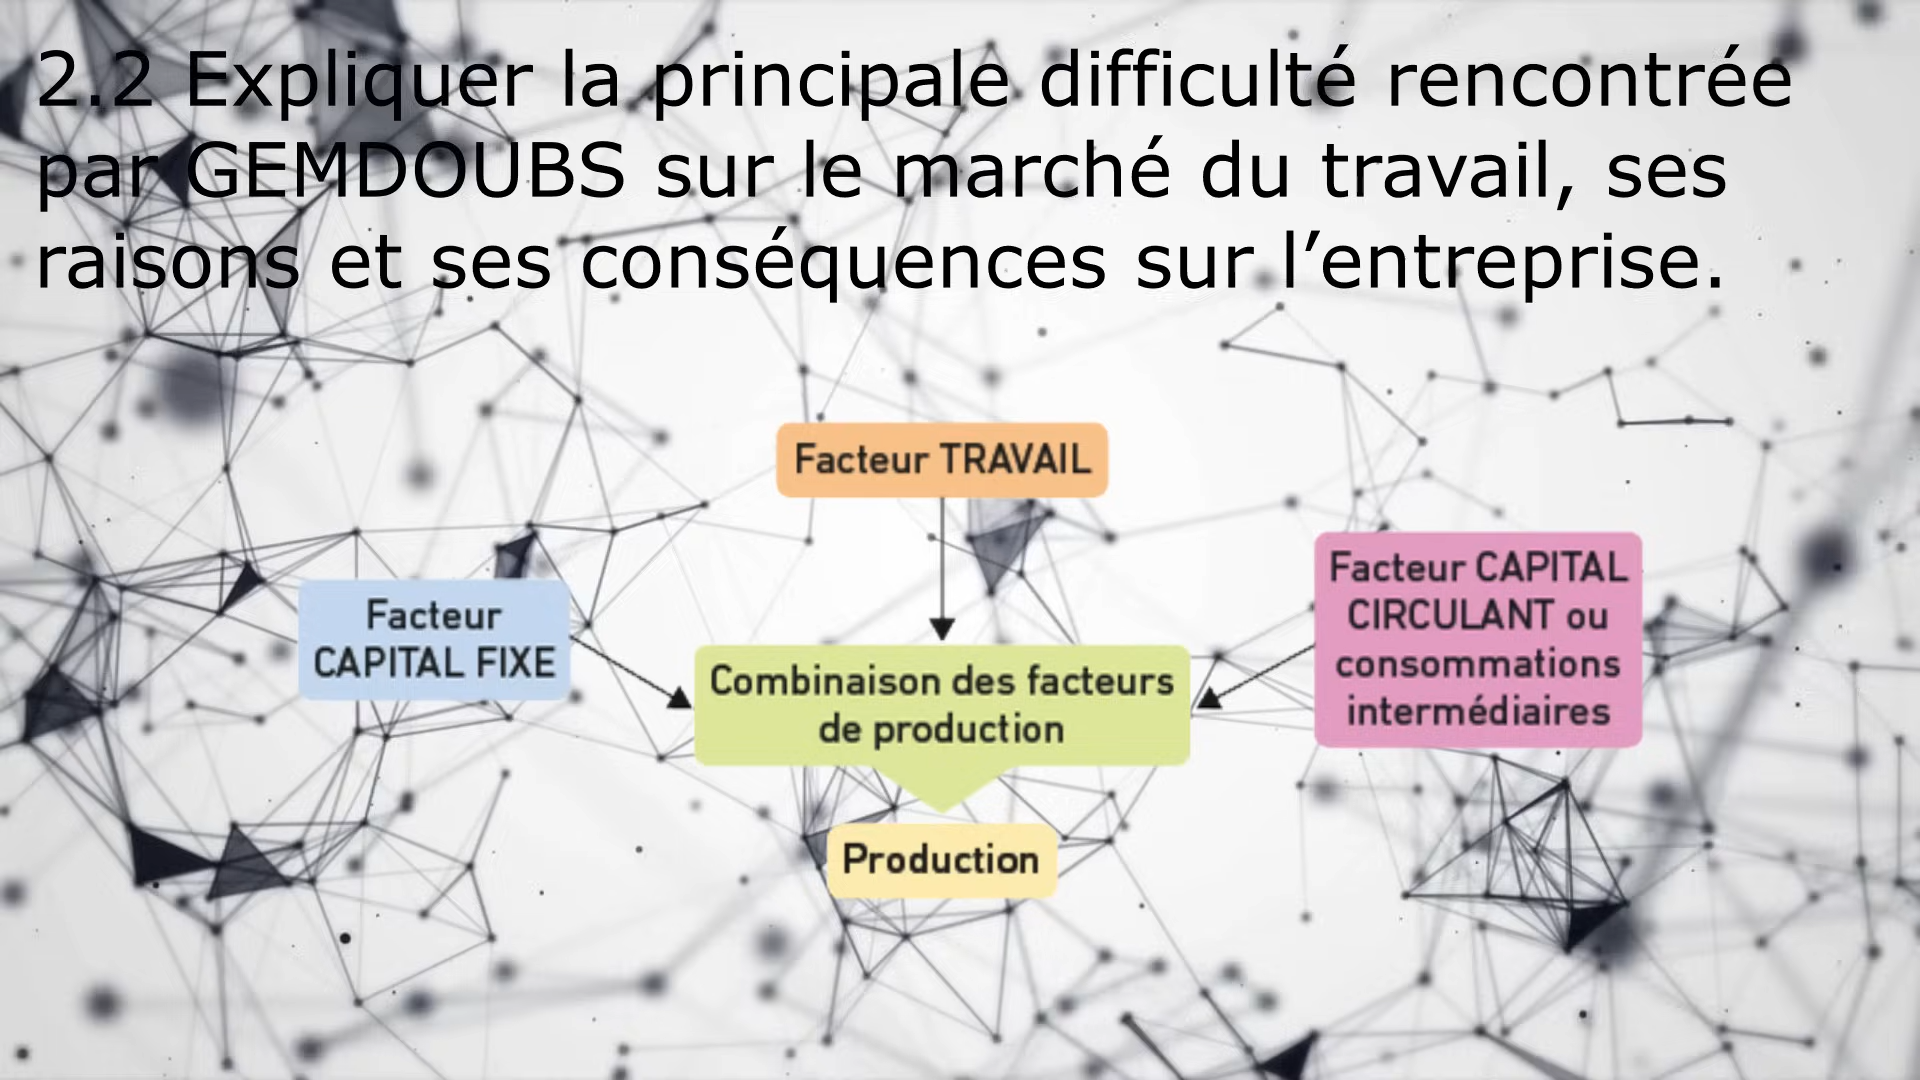 2.2 Expliquer la principale difficulté rencontrée
par GEMDOUBS sur le marché du travail, ses
raisons et ses conséquences sur l’entreprise.
Facteur TRAVAIL
Facteur
CAPITAL FIXE
Facteur CAPITAL
CIRCULANT ou
consommations
intermédiaires
Combinaison des facteurs
de production
Production